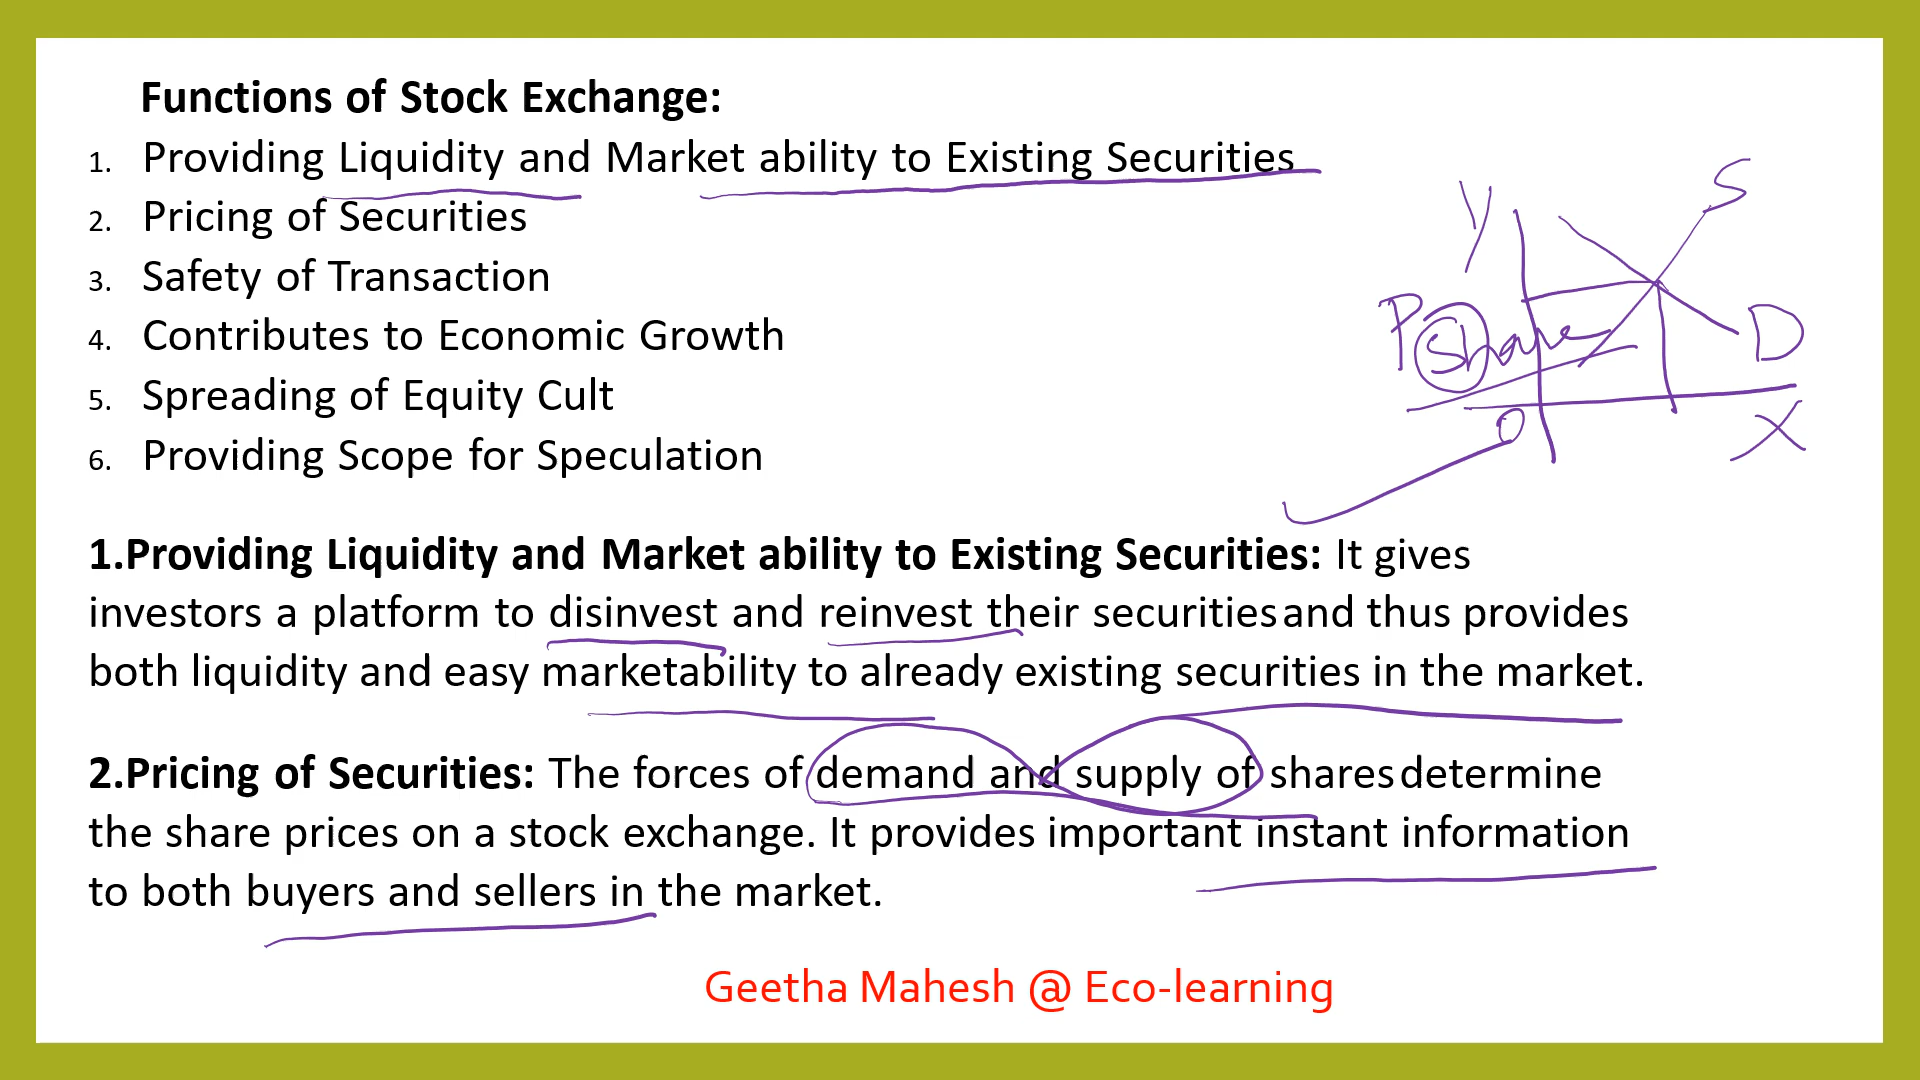 Functions of Stock Exchange:
1. Providing Liquidity and Market ability to Existing Securities
2. Pricing of Securities
3. Safety of Transaction
4. Contributes to Economic Growth
5. Spreading of Equity Cult
6. Providing Scope for Speculation
Y
S
P share
D
O
X
1.Providing Liquidity and Market ability to Existing Securities: It gives
investors a platform to disinvest and reinvest their securities and thus provides
both liquidity and easy marketability to already existing securities in the market.
2.Pricing of Securities: The forces of demand and supply of shares determine
the share prices on a stock exchange. It provides important instant information
to both buyers and sellers in the market.
Geetha Mahesh @ Eco-learning